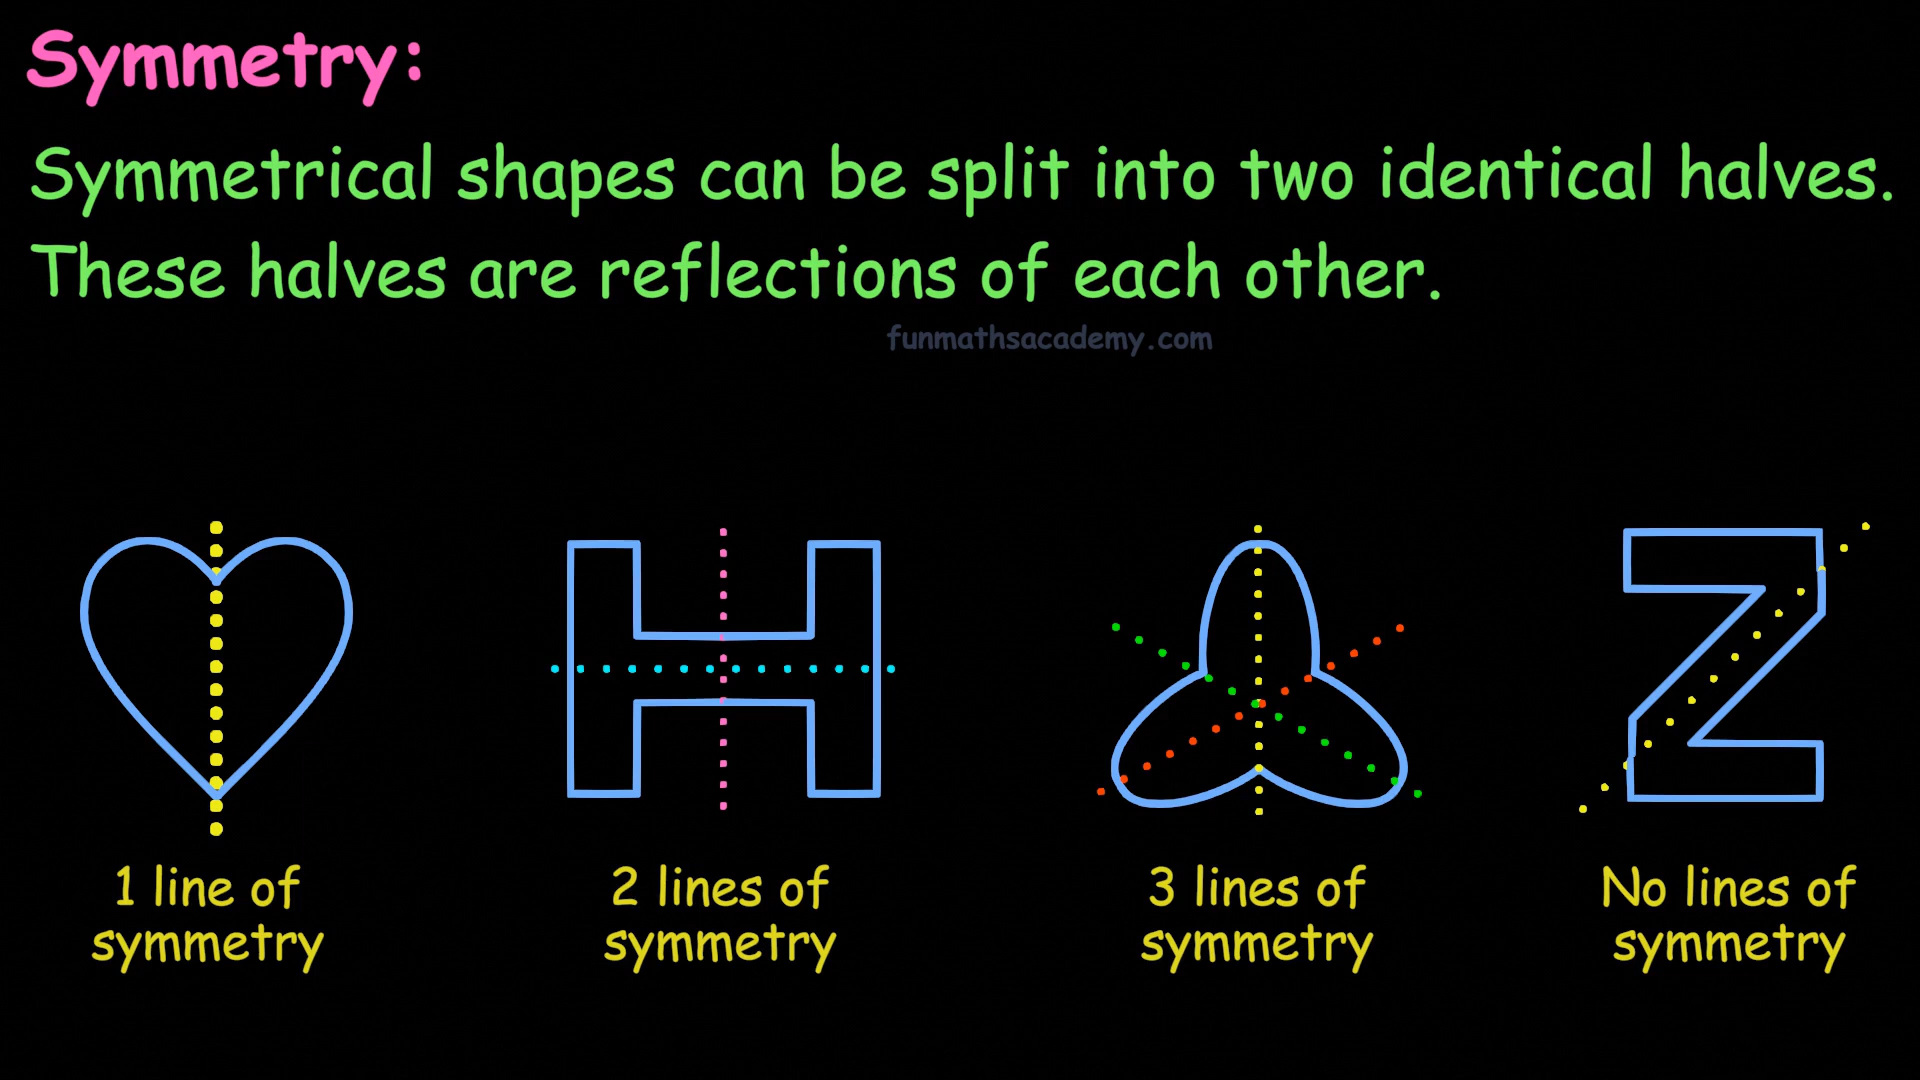 Symmetry:
Symmetrical shapes can be split into two identical halves.
These halves are reflections of each other.
funmathsacademy.com
1 line of
symmetry
2 lines of
symmetry
3 lines of
symmetry
No lines of
symmetry